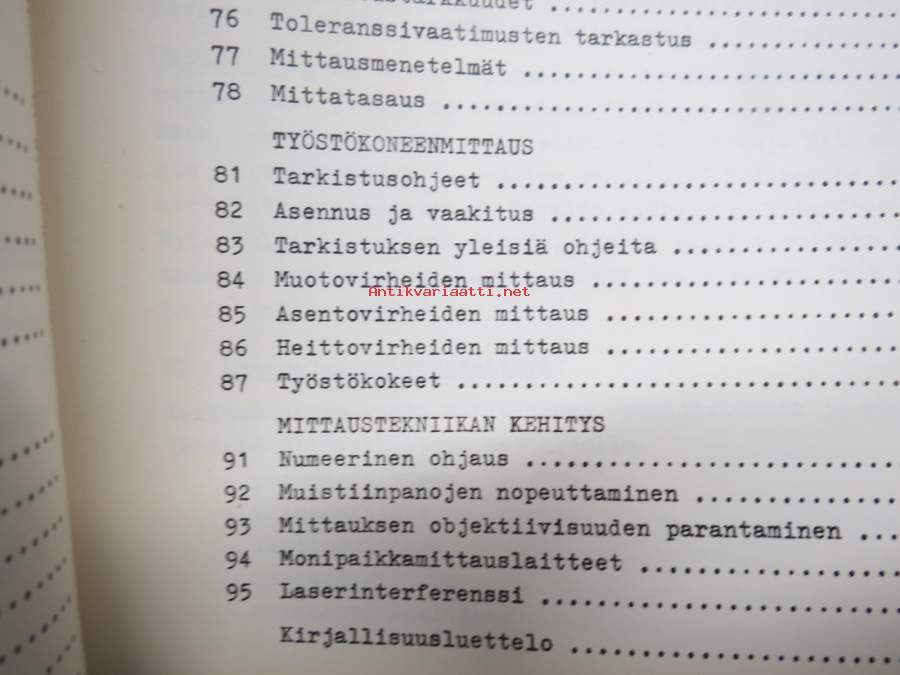 76 Toleranssivaatimusten tarkastus ..............
77 Mittausmenetelmät ............................
78 Mittatasaus ..................................
TYÖSTÖKONEENMITTAUS
81 Tarkistusohjeet ..............................
82 Asennus ja vaakitus ..........................
83 Tarkistuksen yleisiä ohjeita .................
84 Muotovirheiden mittaus .......................
Antikvariaatti.net
85 Asentovirheiden mittaus ......................
86 Heittovirheiden mittaus ......................
87 Työstökokeet .................................
MITTAUSTEKNIIKAN KEHITYS
91 Numeerinen ohjaus ............................
92 Muistiinpanojen nopeuttaminen ................
93 Mittauksen objektiivisuuden parantaminen ...
94 Monipaikkamittauslaitteet ....................
95 Laserinterferenssi ...........................
Kirjallisuusluettelo .........................